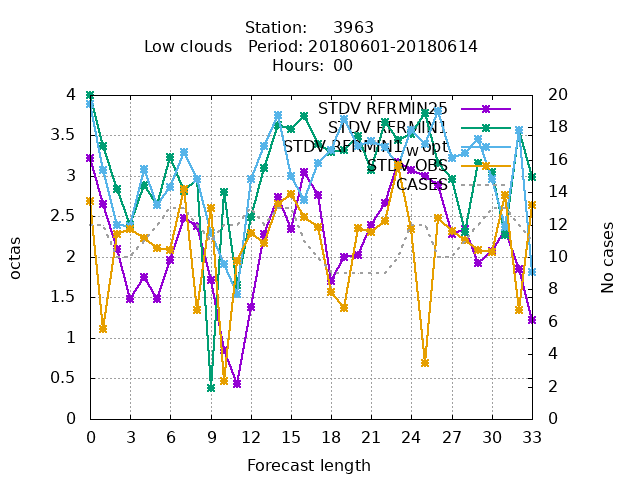 Station: 3963
Low clouds Period: 20180601-20180614
Hours: 00
4 20
STDV RFRMIN25
STDV RFRMIN1
3.5 18
STDV RFRMIN1_W_opt
3 16
STDV OBS
CASES
2.5 14
2 12
1.5 10
1 8
0.5 6
0 4
2
0
octas
No cases
0 3 6 9 12 15 18 21 24 27 30 33
Forecast length